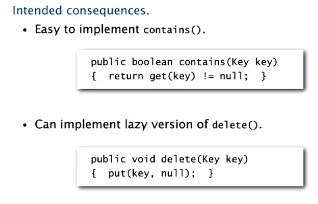 Intended consequences.
• Easy to implement contains().
public boolean contains(Key key)
{ return get(key) != null; }
• Can implement lazy version of delete().
public void delete(Key key)
{ put(key, null); }